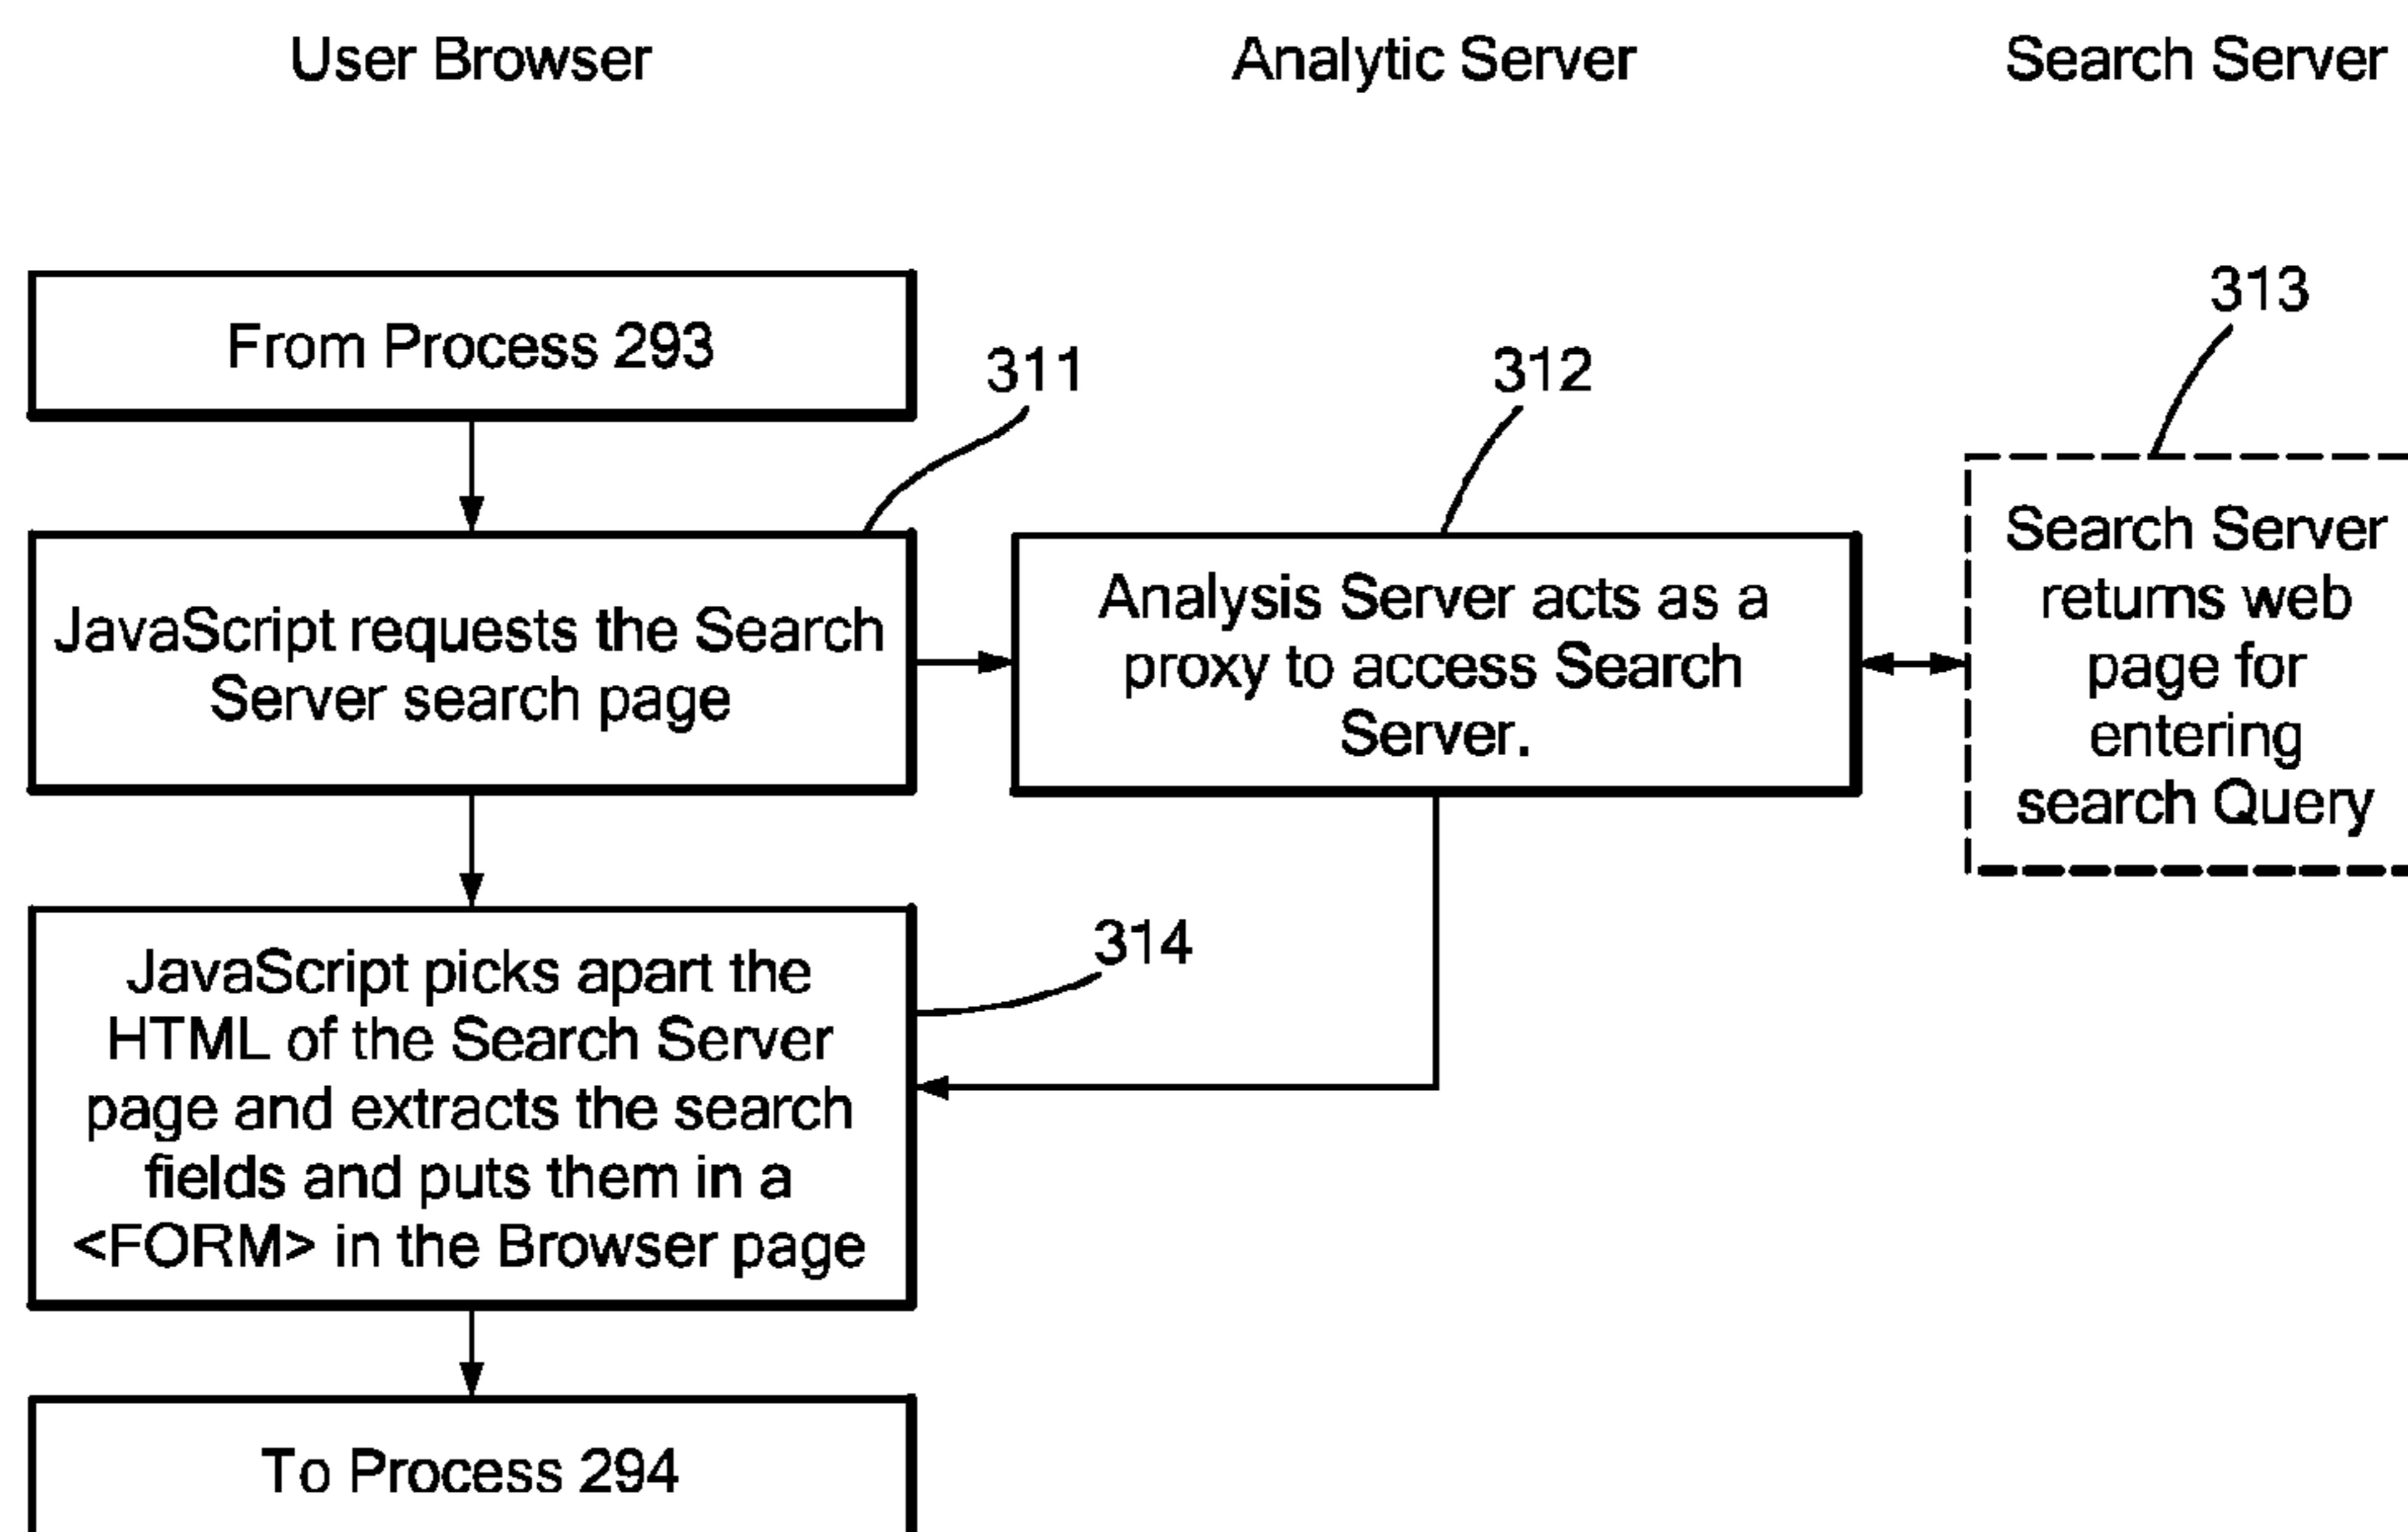 User Browser
Analytic Server
Search Server
From Process 293
311
312
313
JavaScript requests the Search
Server search page
Analysis Server acts as a
proxy to access Search
Server.
Search Server
returns web
page for
entering
search Query
314
JavaScript picks apart the
HTML of the Search Server
page and extracts the search
fields and puts them in a
<FORM> in the Browser page
To Process 294